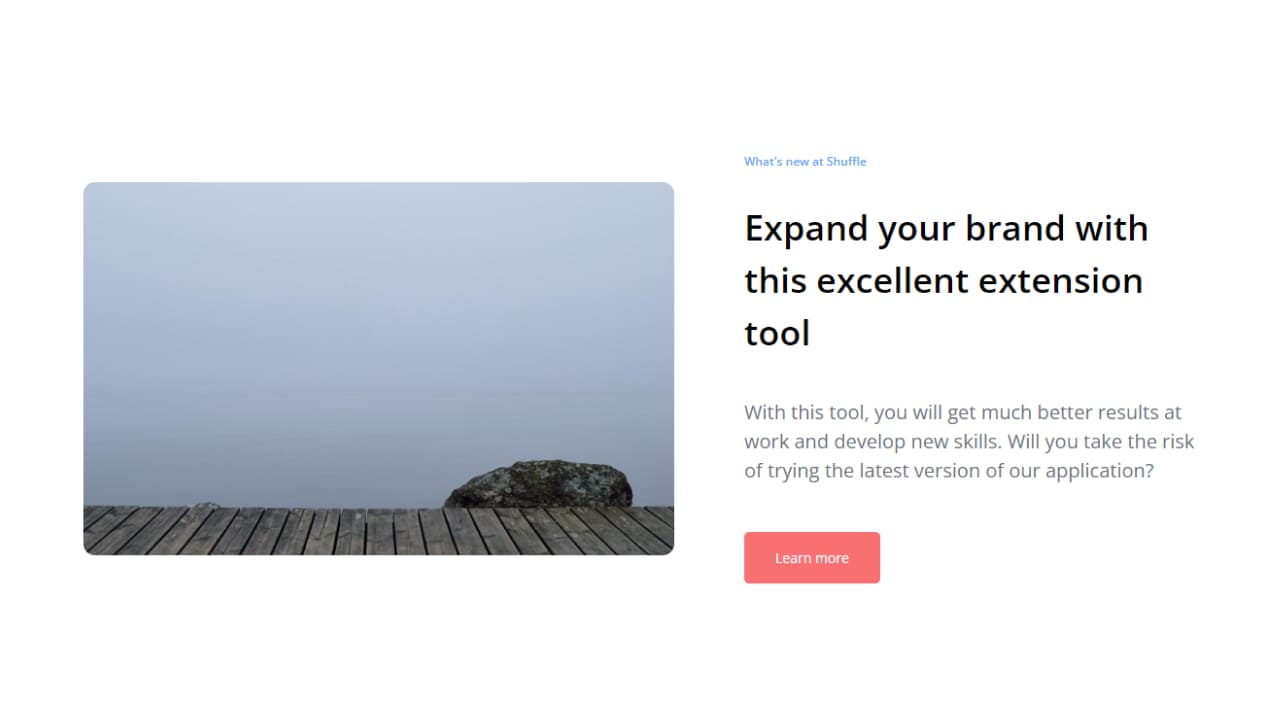 What's new at Shuffle
Expand your brand with
this excellent extension
tool
With this tool, you will get much better results at
work and develop new skills. Will you take the risk
of trying the latest version of our application?
Learn more